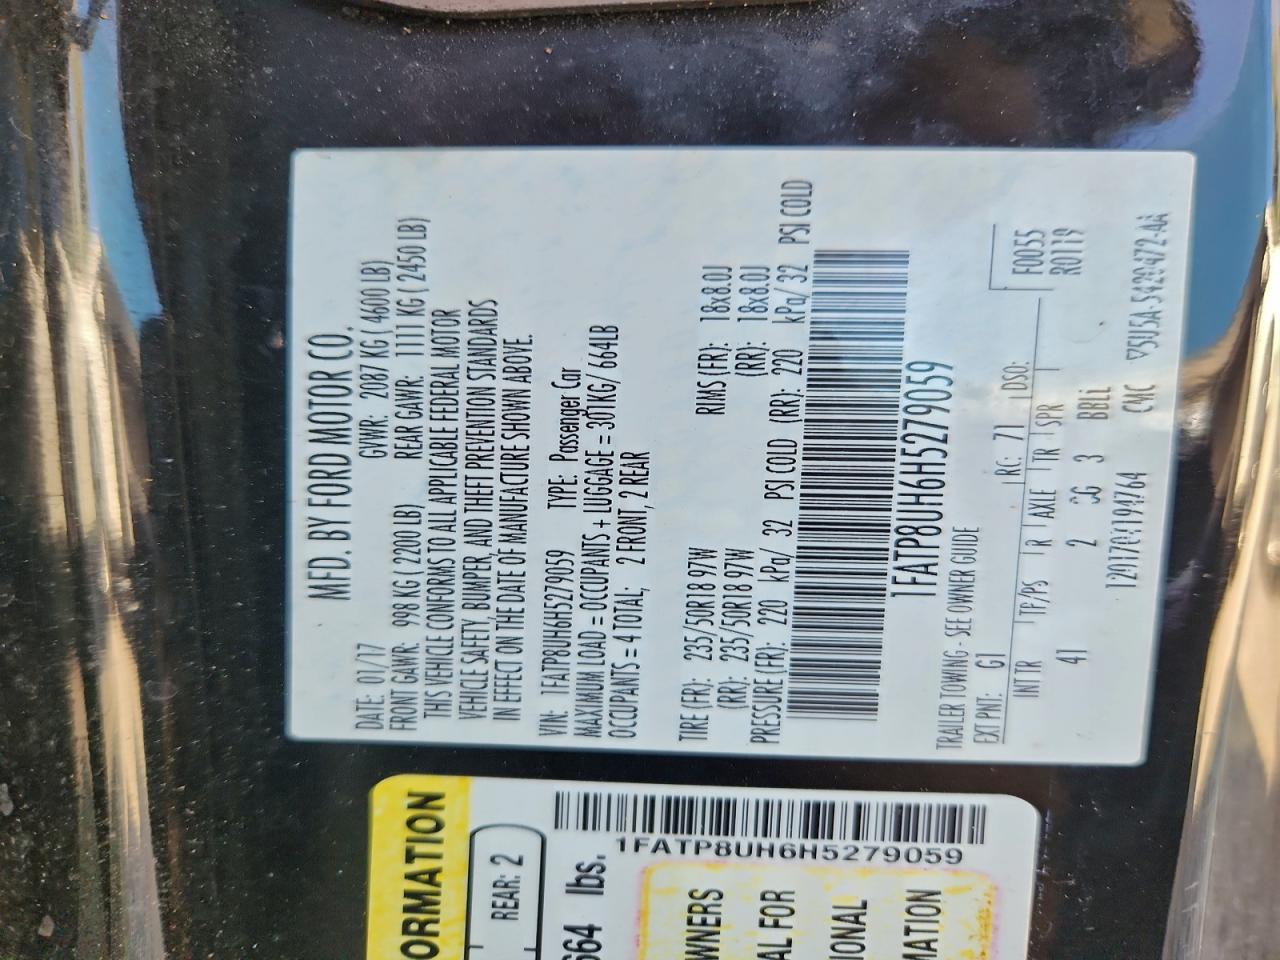 MFD. BY FORD MOTOR CO.
DATE: 01/17 GVWR: 2087 KG ( 4600 LB)
FRONT GAWR: 998 KG ( 2200 LB) REAR GAWR: 1111 KG ( 2450 LB)
THIS VEHICLE CONFORMS TO ALL APPLICABLE FEDERAL MOTOR
VEHICLE SAFETY, BUMPER, AND THEFT PREVENTION STANDARDS
IN EFFECT ON THE DATE OF MANUFACTURE SHOWN ABOVE.
VIN: 1FATP8UH6H5279059 TYPE: Passenger Car
MAXIMUM LOAD = OCCUPANTS + LUGGAGE = 301KG/ 664LB
OCCUPANTS = 4 TOTAL; 2 FRONT, 2 REAR
TIRE (FR): 235/50R18 97W RIMS (FR): 18x8.0J
(RR): 235/50R18 97W (RR): 18x8.0J
PRESSURE (FR): 220 kPa/ 32 PSI COLD (RR): 220 kPa/ 32 PSI COLD
1FATP8UH6H5279059
TRAILER TOWING - SEE OWNER GUIDE
F0055
EXT PNT: G1 RC: 71 DSO: R0119
INT TR TP/PS R AXLE TR SPR
41 2 3 BBLi
CMC
ORMATION
REAR: 2
664 lbs.
1FATP8UH6H5279059
WNERS
AL FOR
IONAL
MATION